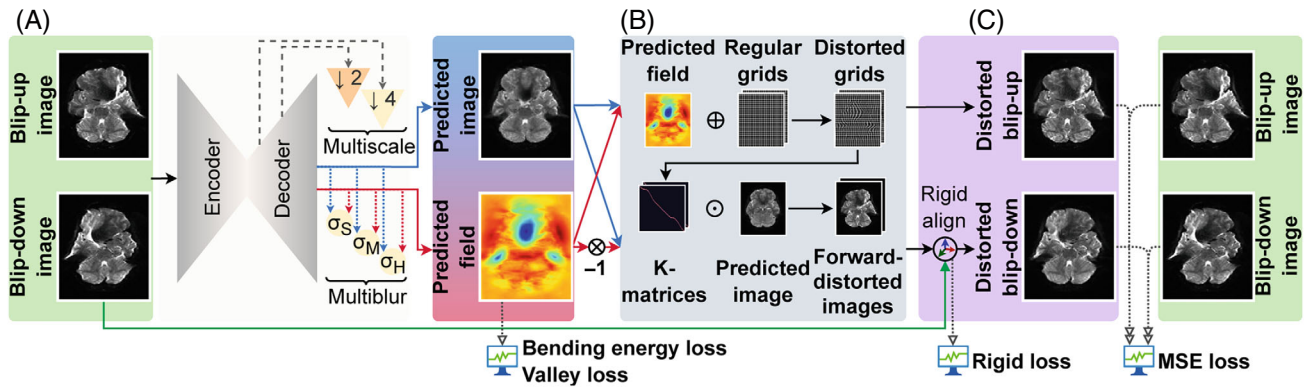 (A)
(B)
(C)
Blip-up
image
Blip-down
image
Encoder
Decoder
↓ 2
↓ 4
Multiscale
σS
σM
σH
Multiblur
Predicted
image
Predicted
field
−1
Predicted
field
Regular
grids
Distorted
grids
K-
matrices
Predicted
image
Forward-
distorted
images
Rigid
align
Distorted
blip-up
Distorted
blip-down
Blip-up
image
Blip-down
image
Bending energy loss
Valley loss
Rigid loss
MSE loss